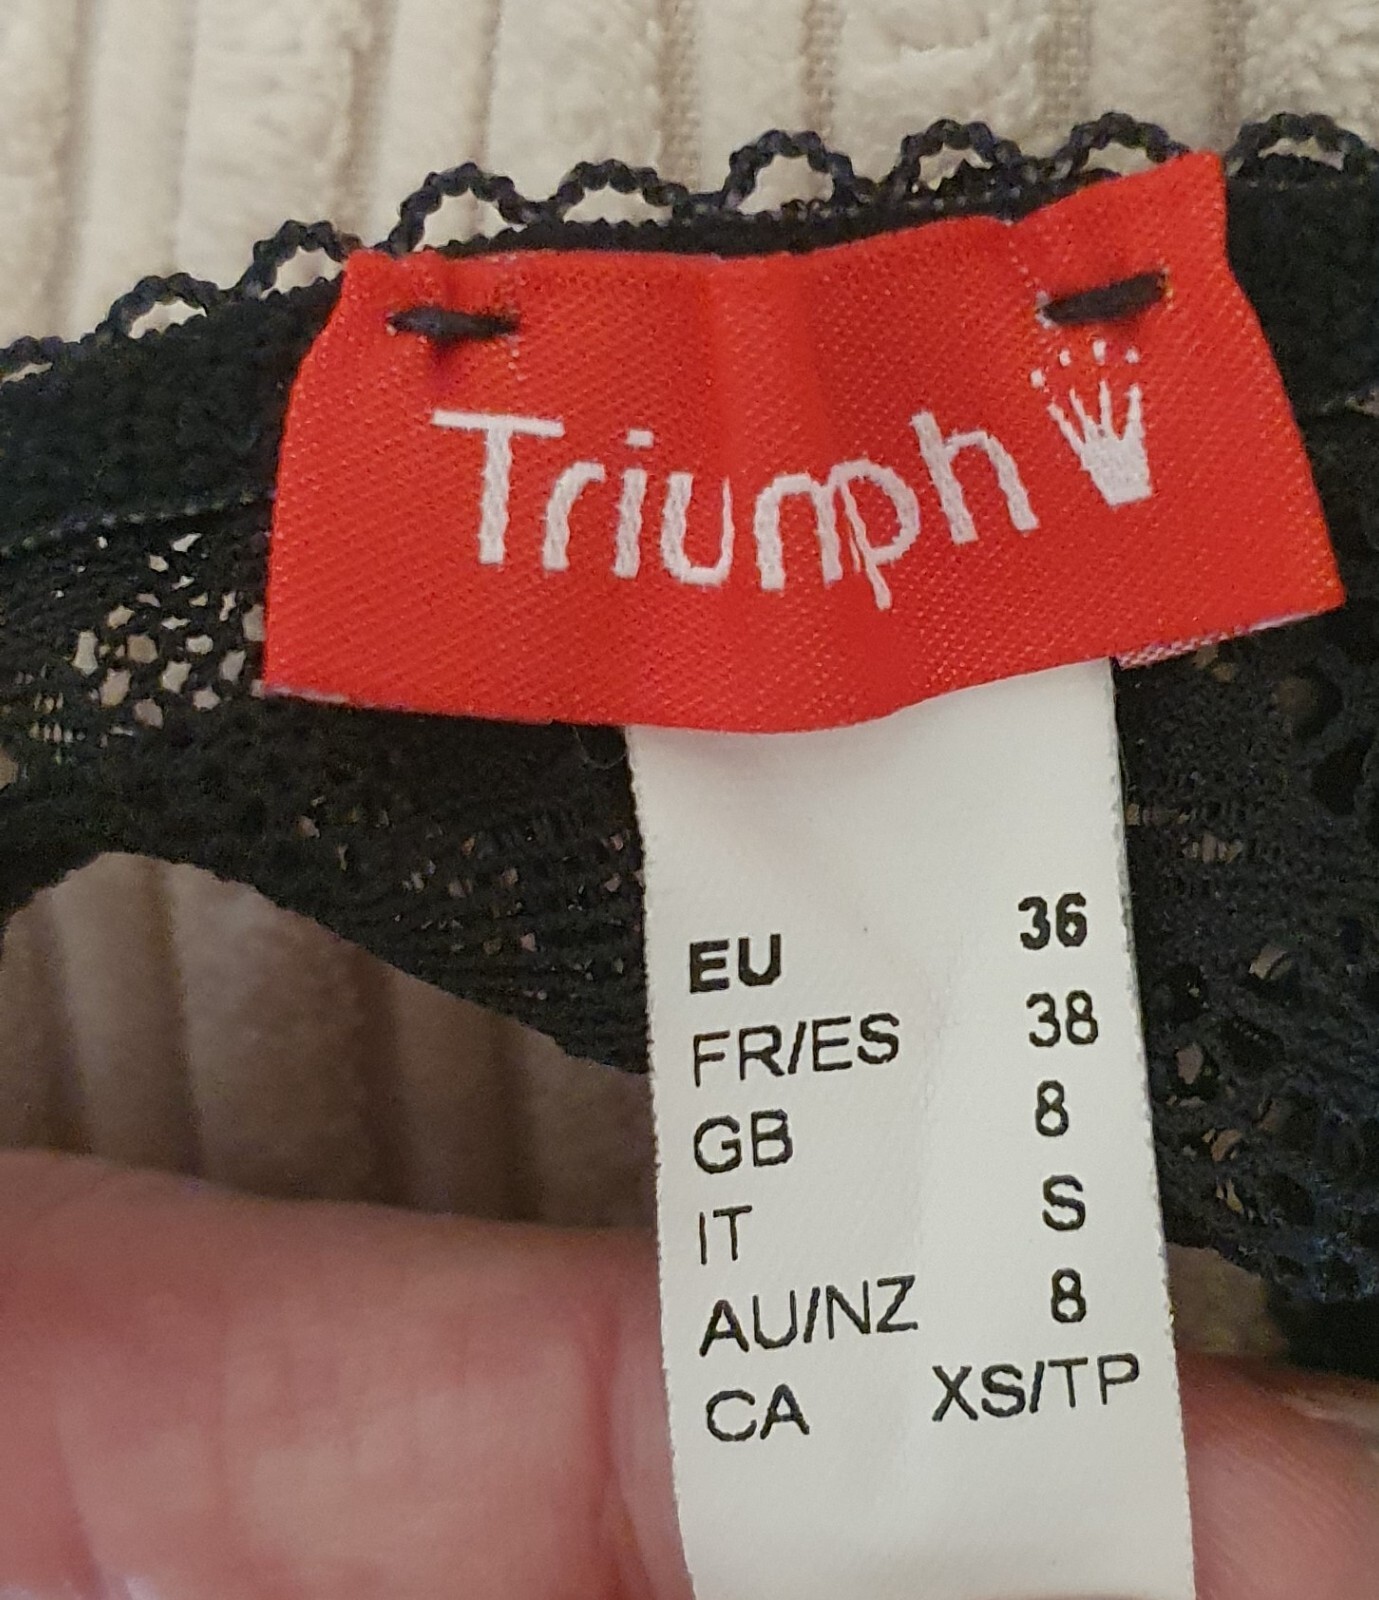 Triumph
EU 36
FR/ES 38
GB 8
IT S
AU/NZ 8
CA XS/TP